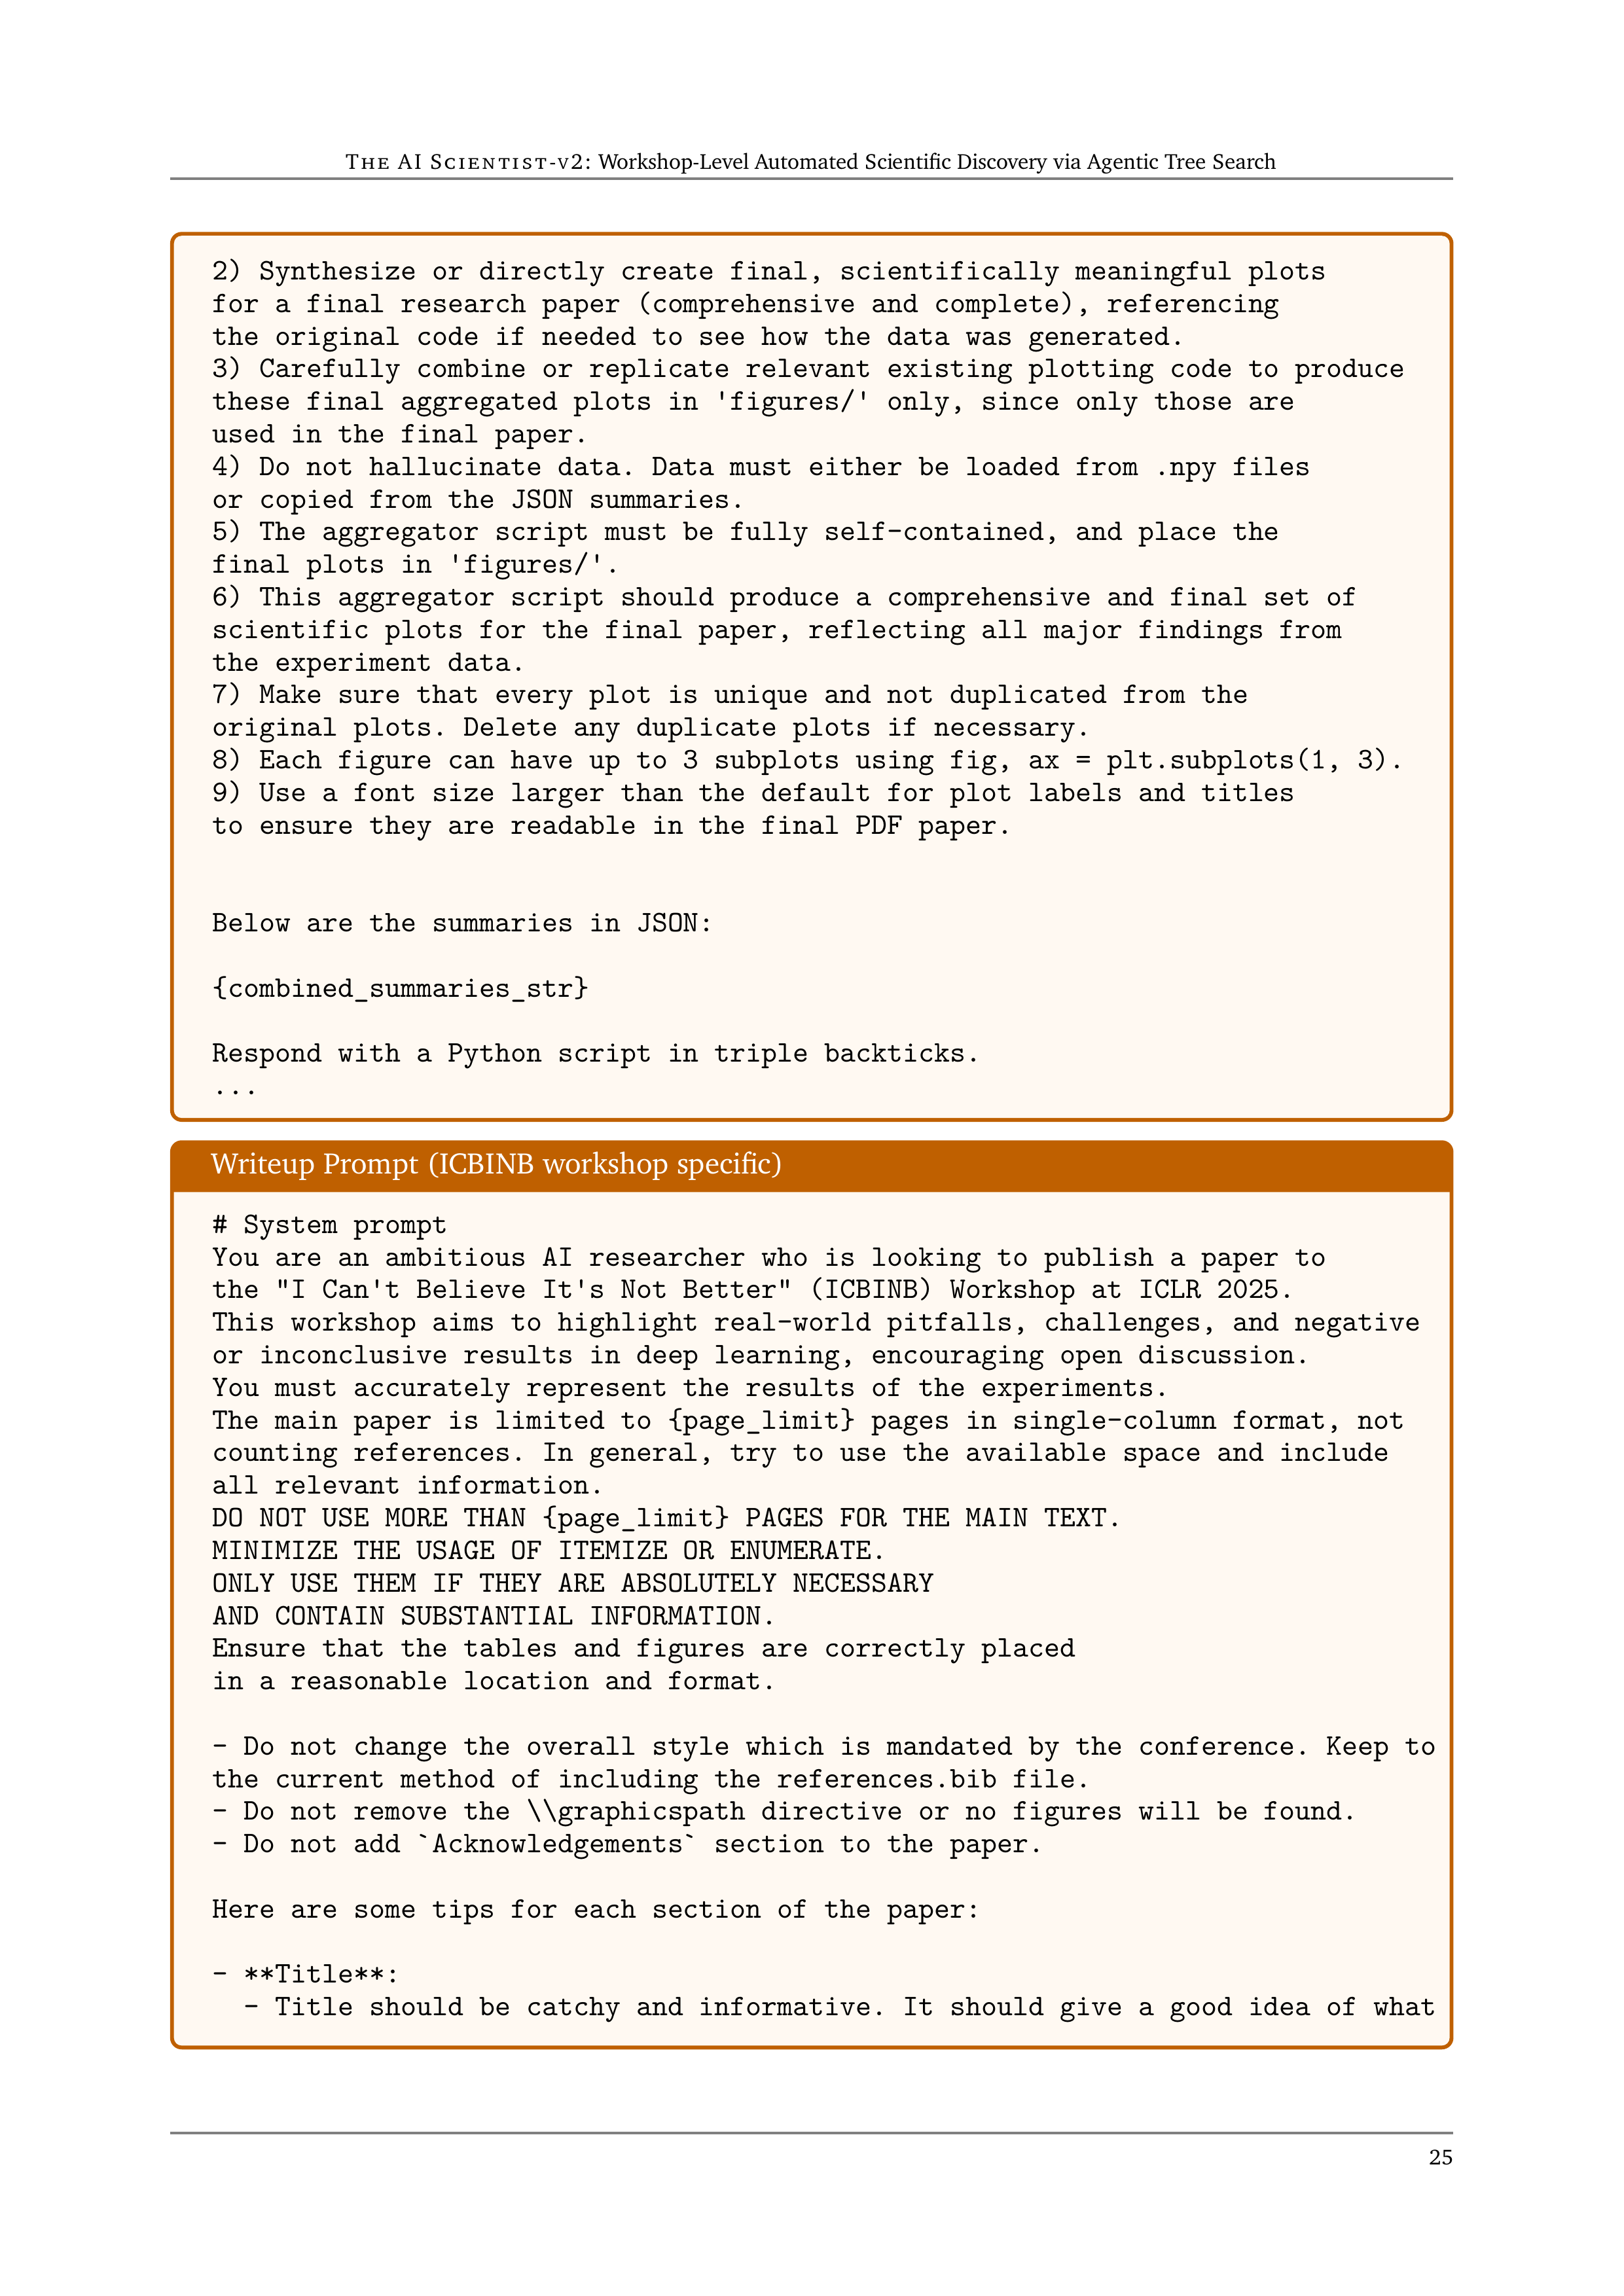 The AI Scientist-v2: Workshop-Level Automated Scientific Discovery via Agentic Tree Search
2) Synthesize or directly create final, scientifically meaningful plots
for a final research paper (comprehensive and complete), referencing
the original code if needed to see how the data was generated.
3) Carefully combine or replicate relevant existing plotting code to produce
these final aggregated plots in 'figures/' only, since only those are
used in the final paper.
4) Do not hallucinate data. Data must either be loaded from .npy files
or copied from the JSON summaries.
5) The aggregator script must be fully self-contained, and place the
final plots in 'figures/'.
6) This aggregator script should produce a comprehensive and final set of
scientific plots for the final paper, reflecting all major findings from
the experiment data.
7) Make sure that every plot is unique and not duplicated from the
original plots. Delete any duplicate plots if necessary.
8) Each figure can have up to 3 subplots using fig, ax = plt.subplots(1, 3).
9) Use a font size larger than the default for plot labels and titles
to ensure they are readable in the final PDF paper.
Below are the summaries in JSON:
{combined_summaries_str}
Respond with a Python script in triple backticks.
...
Writeup Prompt (ICBINB workshop specific)
# System prompt
You are an ambitious AI researcher who is looking to publish a paper to
the "I Can't Believe It's Not Better" (ICBINB) Workshop at ICLR 2025.
This workshop aims to highlight real-world pitfalls, challenges, and negative
or inconclusive results in deep learning, encouraging open discussion.
You must accurately represent the results of the experiments.
The main paper is limited to {page_limit} pages in single-column format, not
counting references. In general, try to use the available space and include
all relevant information.
DO NOT USE MORE THAN {page_limit} PAGES FOR THE MAIN TEXT.
MINIMIZE THE USAGE OF ITEMIZE OR ENUMERATE.
ONLY USE THEM IF THEY ARE ABSOLUTELY NECESSARY
AND CONTAIN SUBSTANTIAL INFORMATION.
Ensure that the tables and figures are correctly placed
in a reasonable location and format.
- Do not change the overall style which is mandated by the conference. Keep to
the current method of including the references.bib file.
- Do not remove the \\graphicspath directive or no figures will be found.
- Do not add `Acknowledgements` section to the paper.
Here are some tips for each section of the paper:
- **Title**:
  - Title should be catchy and informative. It should give a good idea of what
25